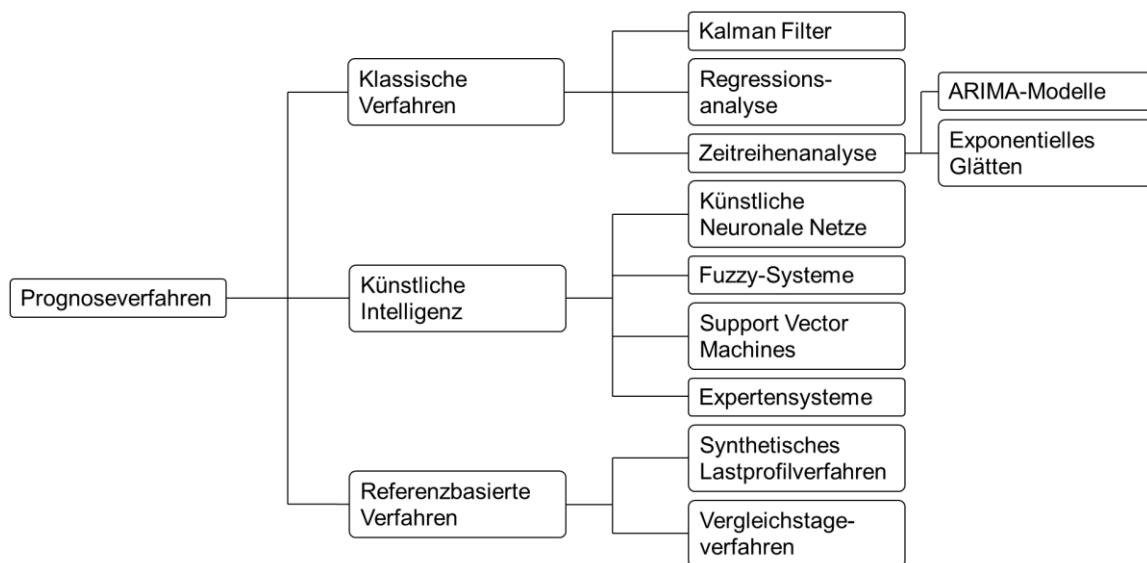 Prognoseverfahren
Klassische
Verfahren
Kalman Filter
Regressions-
analyse
Zeitreihenanalyse
ARIMA-Modelle
Exponentielles
Glätten
Künstliche
Intelligenz
Künstliche
Neuronale Netze
Fuzzy-Systeme
Support Vector
Machines
Expertensysteme
Referenzbasierte
Verfahren
Synthetisches
Lastprofilverfahren
Vergleichstage-
verfahren